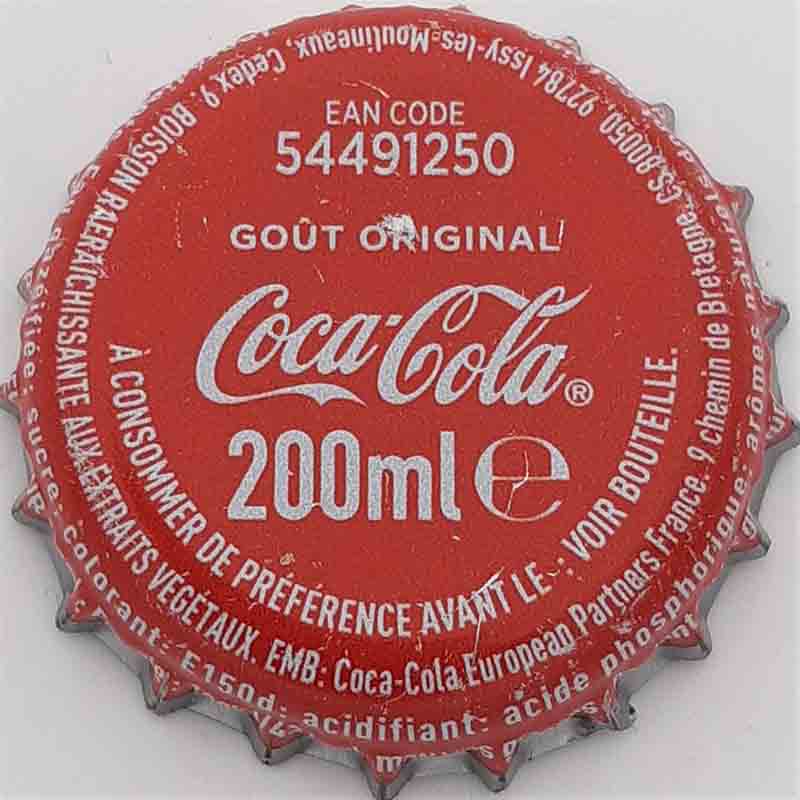 EAN CODE
54491250
GOÛT ORIGINAL
Coca-Cola®
200ml ℮
À CONSOMMER DE PRÉFÉRENCE AVANT LE : VOIR BOUTEILLE.
BOISSON RAFRAÎCHISSANTE AUX EXTRAITS VÉGÉTAUX. EMB: Coca-Cola European Partners France. 9,chemin de Bretagne, CS 80050, 92784 Issy-les-Moulineaux, Cedex 9.
sucre; colorant: E150d; acidifiant: acide phosphorique; arômes